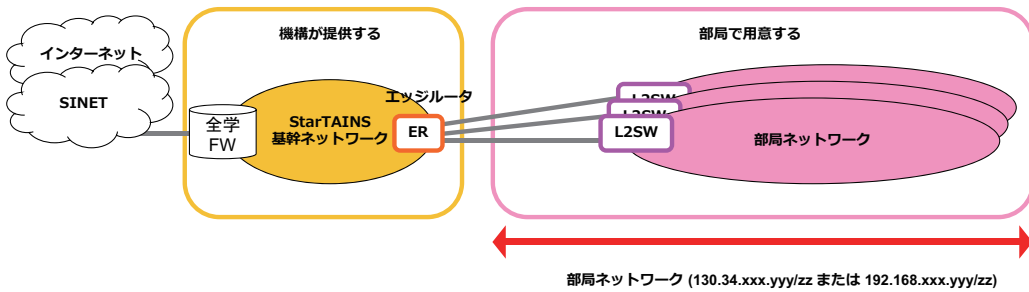 機構が提供する
部局で用意する
インターネット
SINET
エッジルータ
StarTAINS
基幹ネットワーク
全学
FW
ER
L2SW
L2SW
L2SW
部局ネットワーク
部局ネットワーク (130.34.xxx.yyy/zz または 192.168.xxx.yyy/zz)